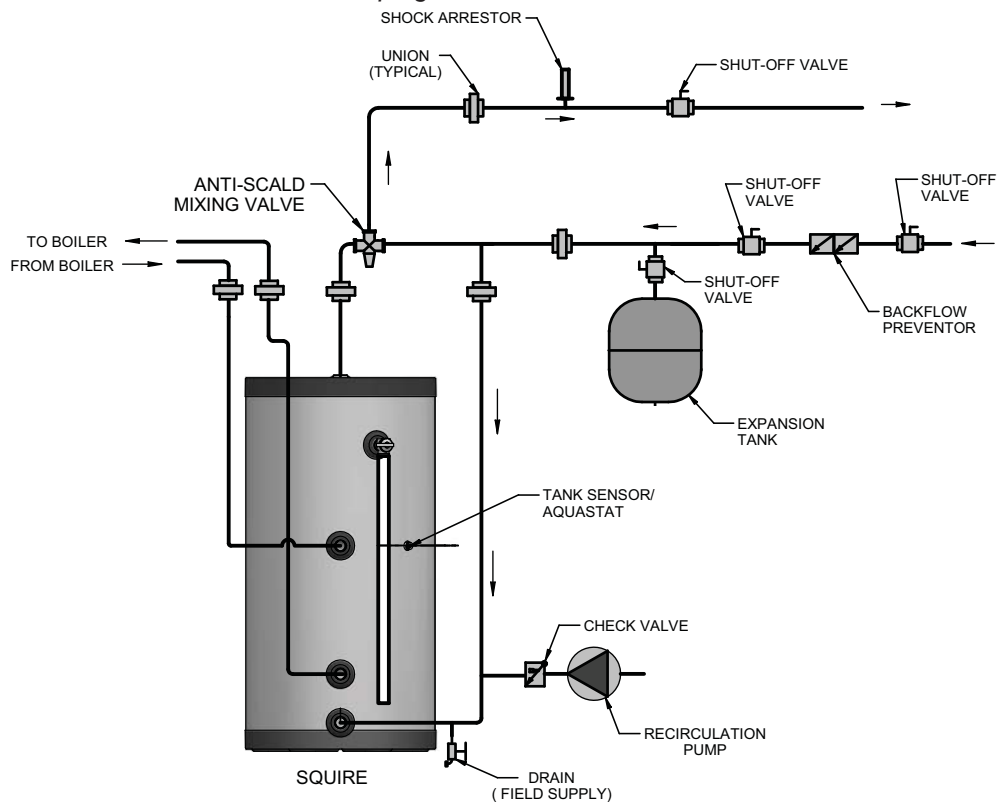 SHOCK ARRESTOR
UNION
(TYPICAL)
SHUT-OFF VALVE
ANTI-SCALD
MIXING VALVE
SHUT-OFF
VALVE
SHUT-OFF
VALVE
TO BOILER
FROM BOILER
SHUT-OFF
VALVE
BACKFLOW
PREVENTOR
EXPANSION
TANK
TANK SENSOR/
AQUASTAT
CHECK VALVE
RECIRCULATION
PUMP
SQUIRE
DRAIN
( FIELD SUPPLY)